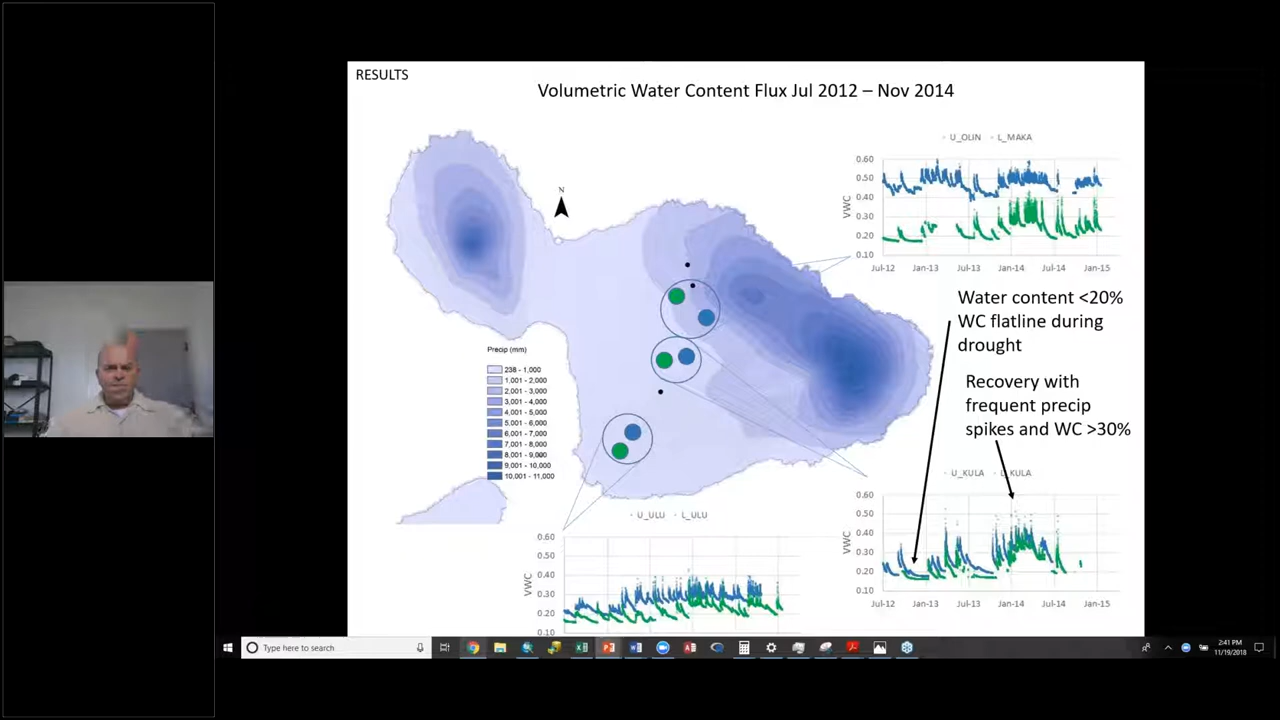 RESULTS
Volumetric Water Content Flux Jul 2012 – Nov 2014
U_OLIN L_MAKA
0.60
0.50
0.40
0.30
0.20
0.10
VWC
Jul-12 Jan-13 Jul-13 Jan-14 Jul-14 Jan-15
N
Water content <20%
WC flatline during
drought
Recovery with
frequent precip
spikes and WC >30%
Precip (mm)
238 - 1,000
1,001 - 2,000
2,001 - 3,000
3,001 - 4,000
4,001 - 5,000
5,001 - 6,000
6,001 - 7,000
7,001 - 8,000
8,001 - 9,000
9,001 - 10,000
10,001 - 11,000
U_KULA L_KULA
0.60
0.50
0.40
0.30
0.20
0.10
VWC
Jul-12 Jan-13 Jul-13 Jan-14 Jul-14 Jan-15
U_ULU L_ULU
0.60
0.50
0.40
0.30
0.20
0.10
VWC
Type here to search
2:41 PM
11/19/2018